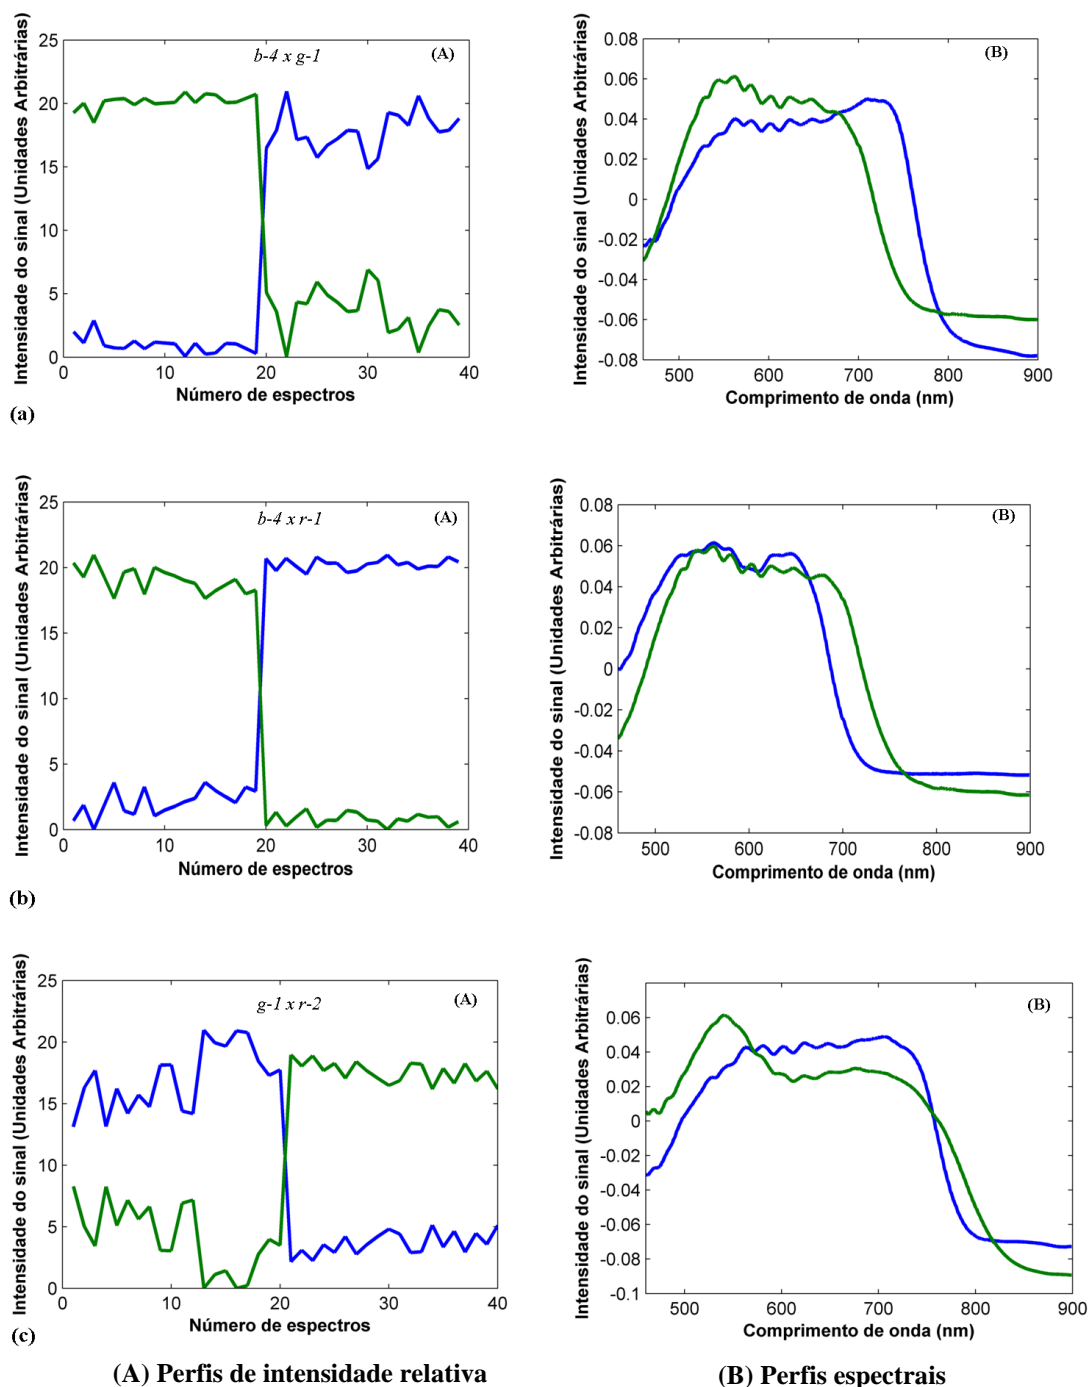 Intensidade do sinal (Unidades Arbitrárias)
25
20
15
10
5
0
b-4 x g-1
(A)
0 10 20 30 40
Número de espectros
(a)
Intensidade do sinal (Unidades Arbitrárias)
0.08
0.06
0.04
0.02
0
-0.02
-0.04
-0.06
-0.08
(B)
500 600 700 800 900
Comprimento de onda (nm)
Intensidade do sinal (Unidades Arbitrárias)
25
20
15
10
5
0
b-4 x r-1
(A)
0 10 20 30 40
Número de espectros
(b)
Intensidade do sinal (Unidades Arbitrárias)
0.08
0.06
0.04
0.02
0
-0.02
-0.04
-0.06
-0.08
(B)
500 600 700 800 900
Comprimento de onda (nm)
Intensidade do sinal (Unidades Arbitrárias)
25
20
15
10
5
0
g-1 x r-2
(A)
0 10 20 30 40
Número de espectros
(c)
Intensidade do sinal (Unidades Arbitrárias)
0.06
0.04
0.02
0
-0.02
-0.04
-0.06
-0.08
-0.1
(B)
500 600 700 800 900
Comprimento de onda (nm)
(A) Perfis de intensidade relativa
(B) Perfis espectrais